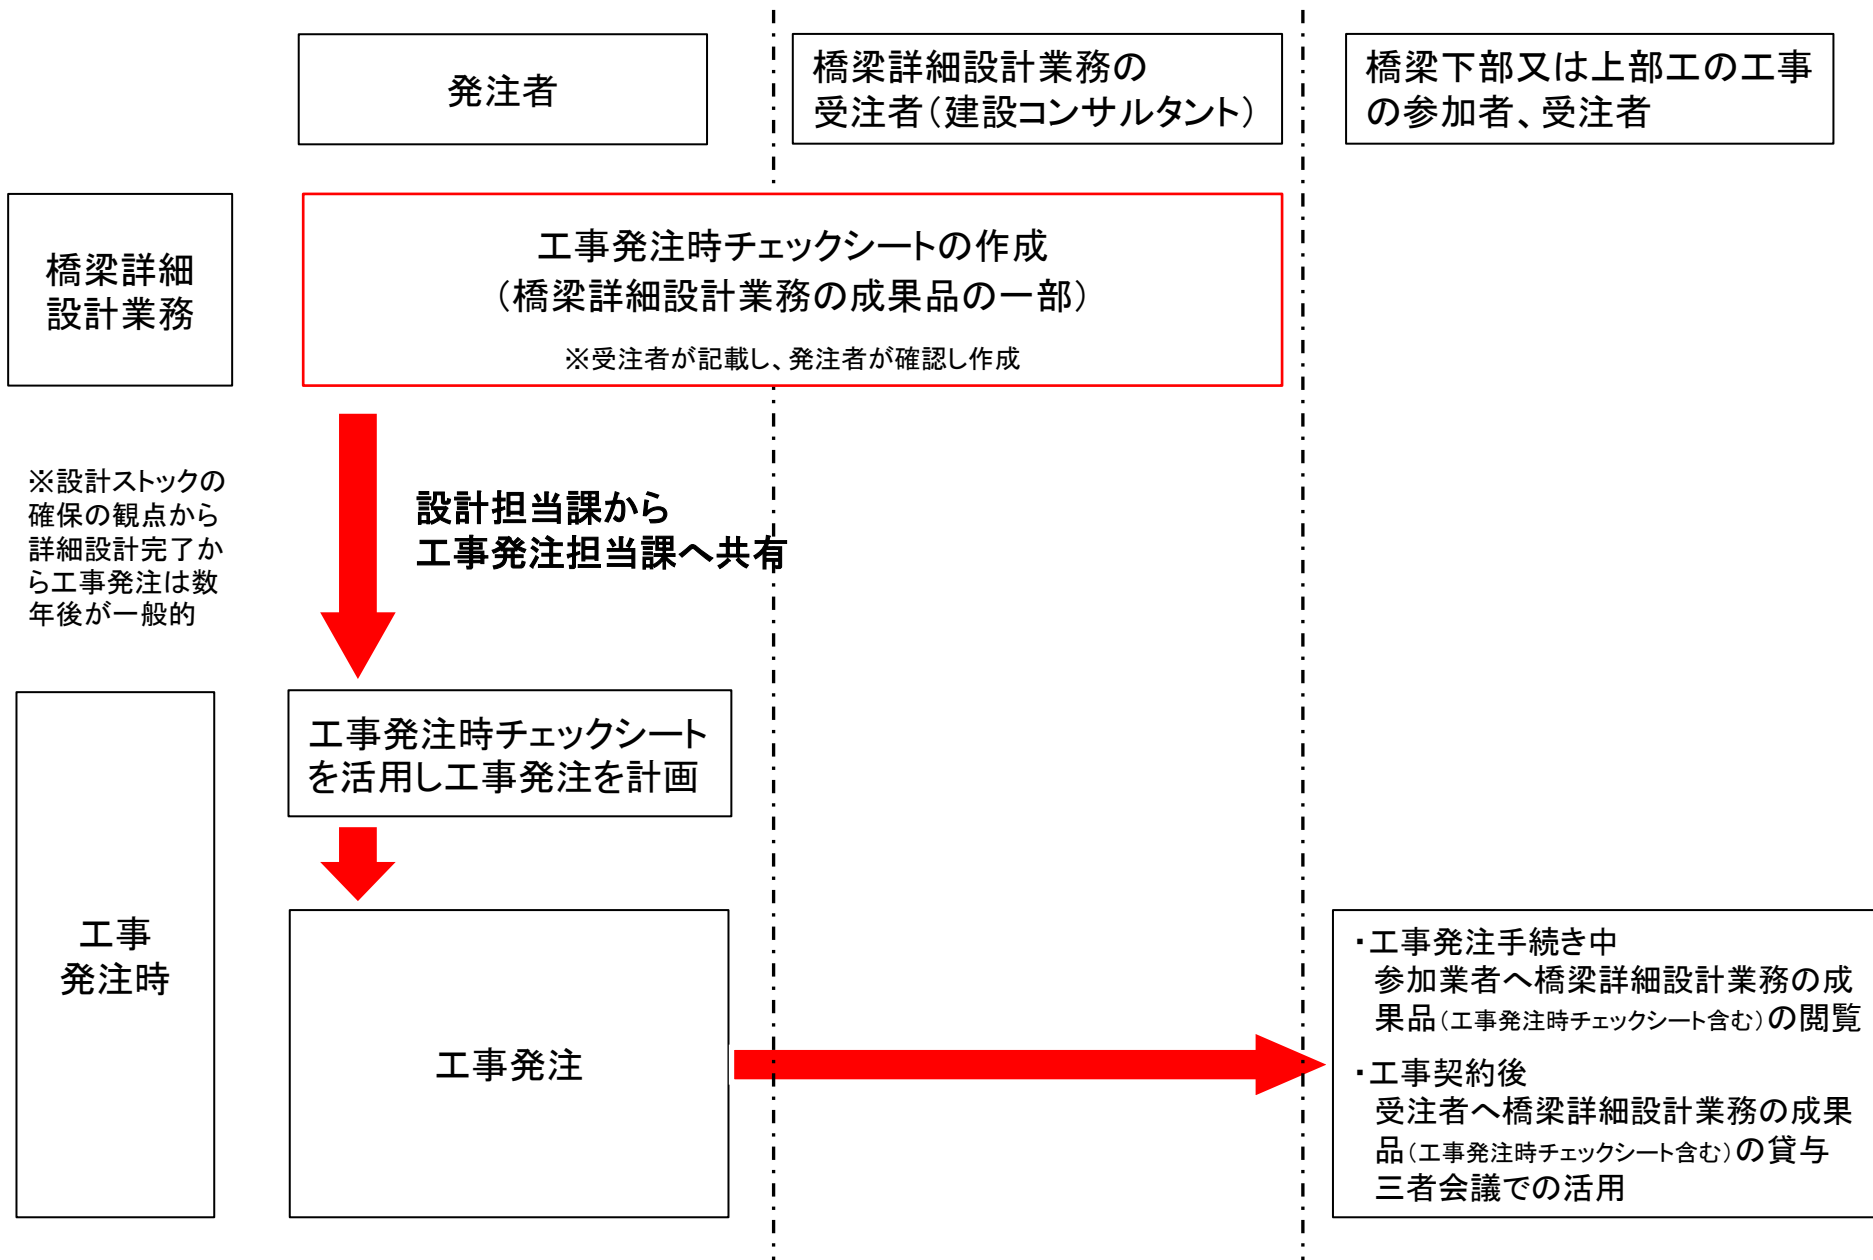 発注者
橋梁詳細設計業務の
受注者（建設コンサルタント）
橋梁下部又は上部工の工事
の参加者、受注者
橋梁詳細
設計業務
工事発注時チェックシートの作成
（橋梁詳細設計業務の成果品の一部）
※受注者が記載し、発注者が確認し作成
※設計ストックの
確保の観点から
詳細設計完了か
ら工事発注は数
年後が一般的
設計担当課から
工事発注担当課へ共有
工事
発注時
工事発注時チェックシート
を活用し工事発注を計画
工事発注
・工事発注手続き中
参加業者へ橋梁詳細設計業務の成
果品（工事発注時チェックシート含む）の閲覧
・工事契約後
受注者へ橋梁詳細設計業務の成果
品（工事発注時チェックシート含む）の貸与
三者会議での活用